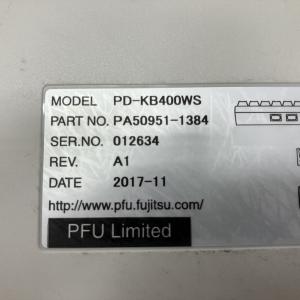 MODEL PD-KB400WS
PART NO. PA50951-1384
SER.NO. 012634
REV. A1
DATE 2017-11
http://www.pfu.fujitsu.com/
PFU Limited